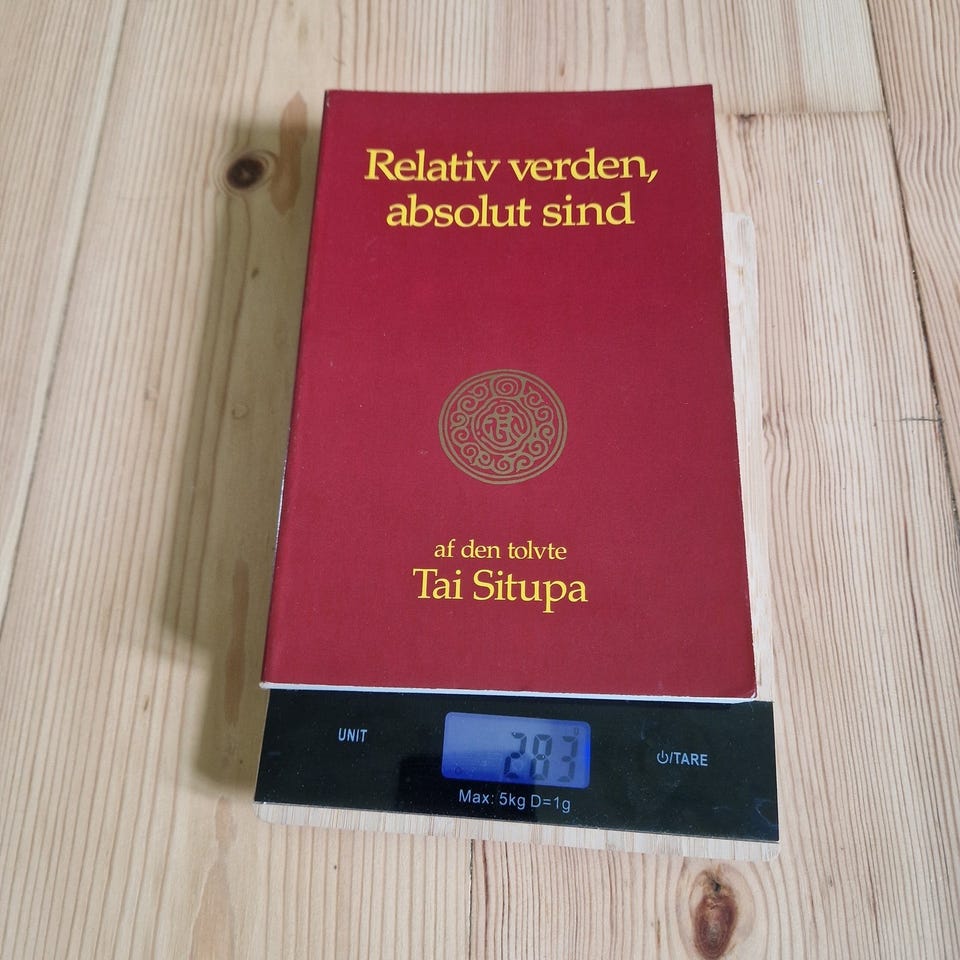 Relativ verden,
absolut sind
af den tolvte
Tai Situpa
UNIT
283
/TARE
Max: 5kg D=1g